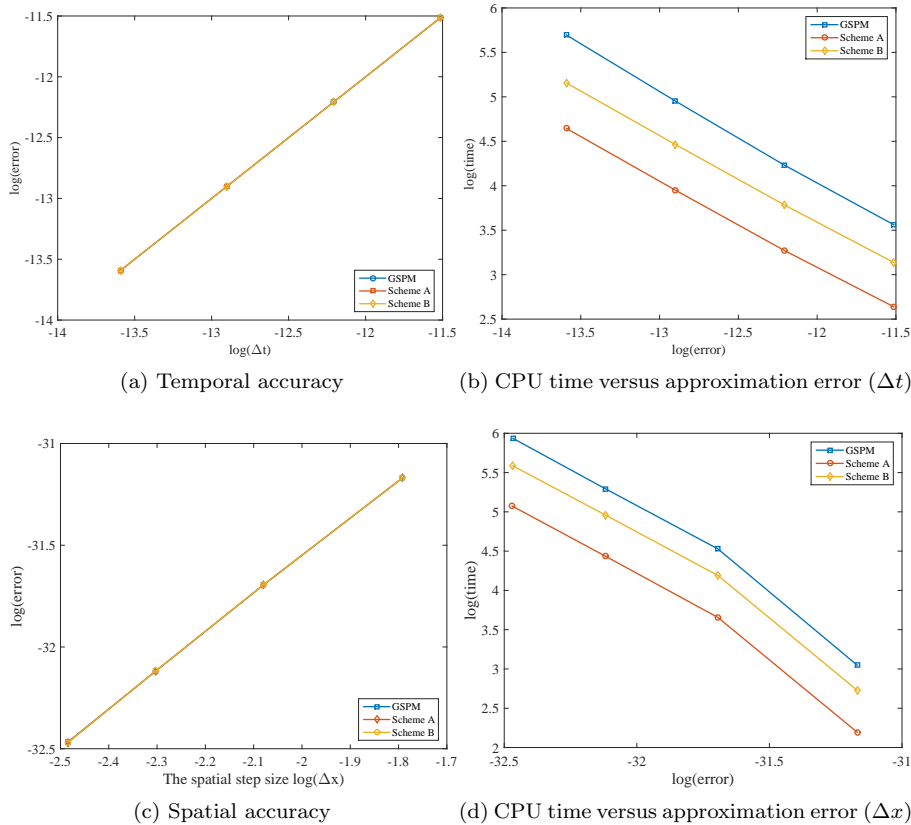 -11.5
-12
-12.5
-13
-13.5
-14
log(error)
-14
-13.5
-13
-12.5
-12
-11.5
log(Δt)
GSPM
Scheme A
Scheme B
(a) Temporal accuracy
6
5.5
5
4.5
4
3.5
3
2.5
log(time)
-14
-13.5
-13
-12.5
-12
-11.5
log(error)
GSPM
Scheme A
Scheme B
(b) CPU time versus approximation error (Δt)
-31
-31.5
-32
-32.5
log(error)
-2.5
-2.4
-2.3
-2.2
-2.1
-2
-1.9
-1.8
-1.7
The spatial step size log(Δx)
GSPM
Scheme A
Scheme B
(c) Spatial accuracy
6
5.5
5
4.5
4
3.5
3
2.5
2
log(time)
-32.5
-32
-31.5
-31
log(error)
GSPM
Scheme A
Scheme B
(d) CPU time versus approximation error (Δx)